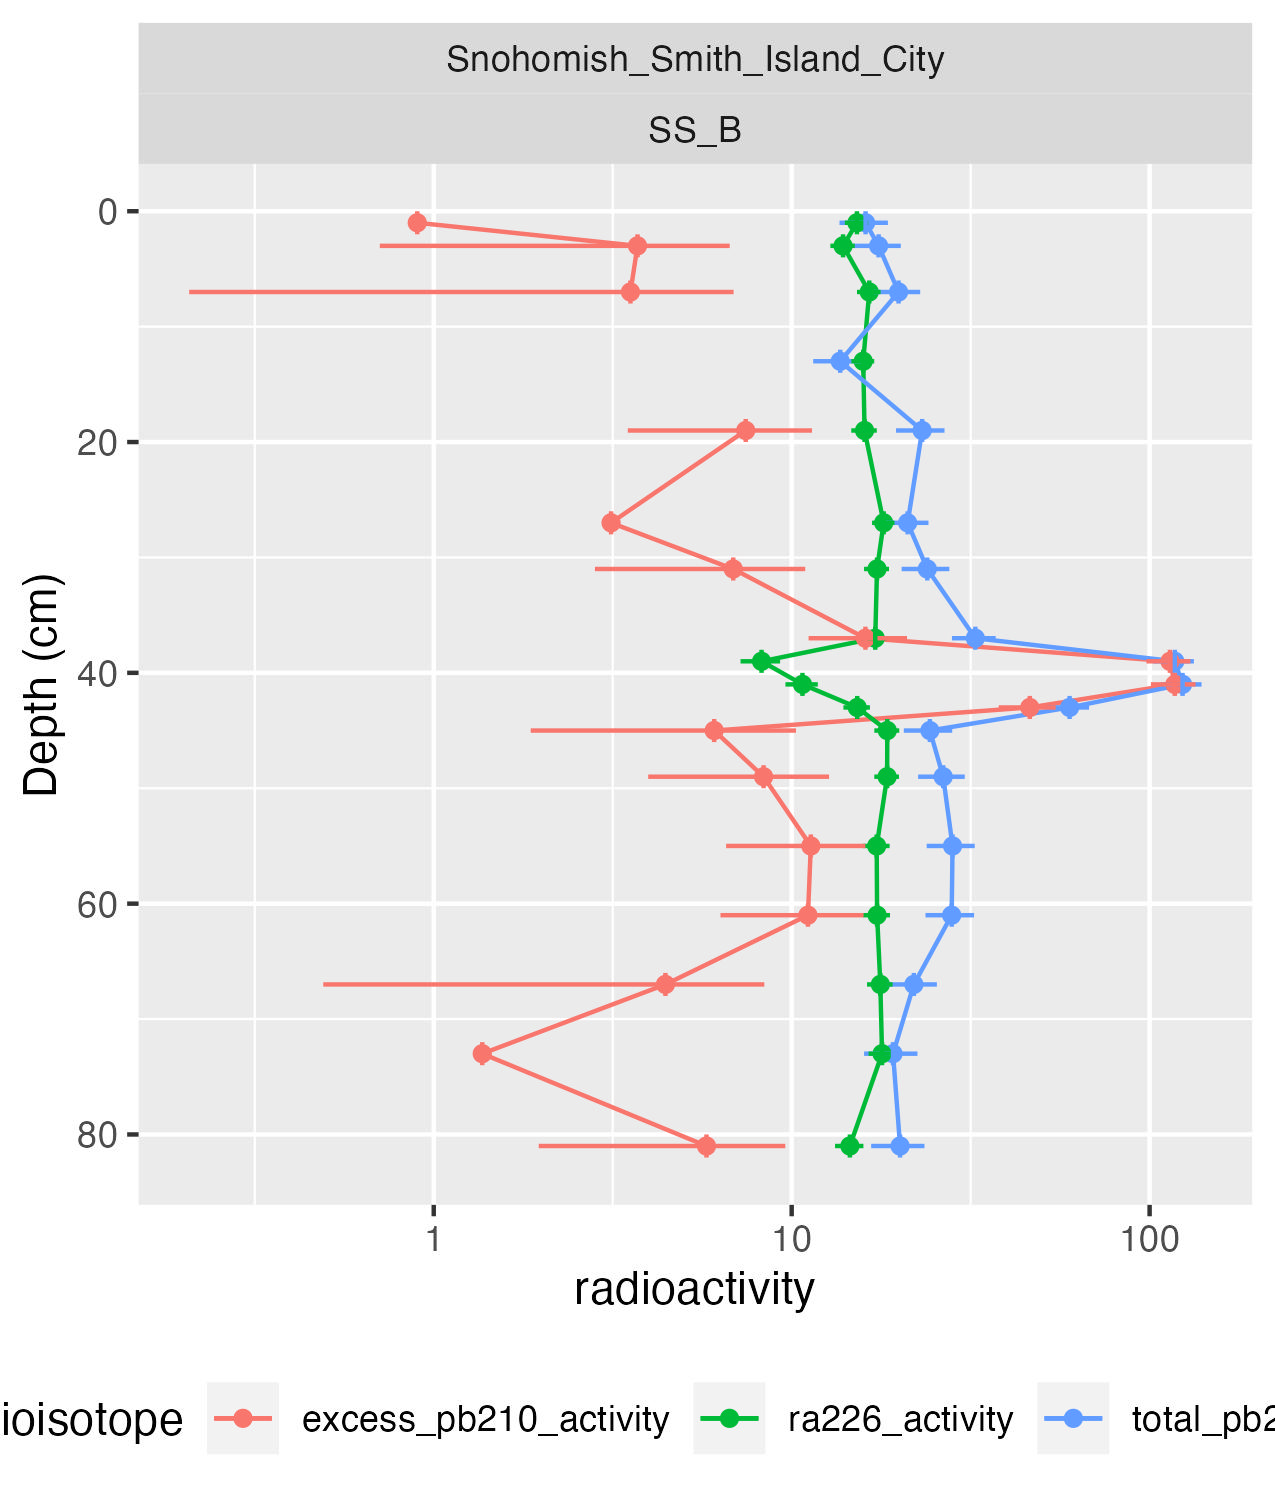 Snohomish_Smith_Island_City
SS_B
Depth (cm)
0
20
40
60
80
1 10 100
radioactivity
ioisotope excess_pb210_activity ra226_activity total_pb2